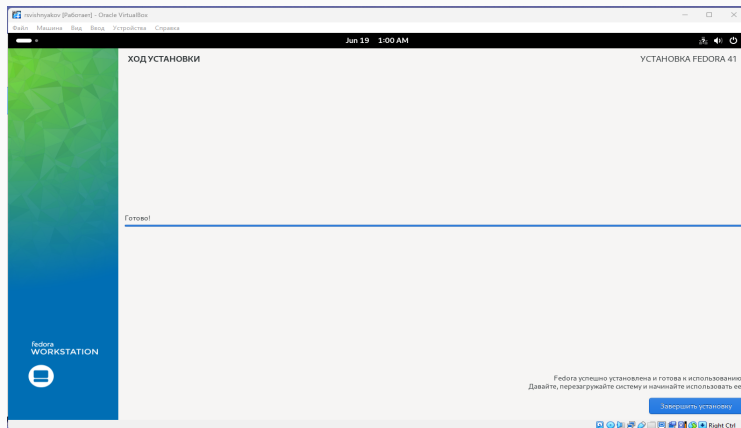 rsvishnyakov [Работает] - Oracle VirtualBox
Файл Машина Вид Ввод Устройства Справка
Jun 19 1:00 AM
ХОД УСТАНОВКИ
УСТАНОВКА FEDORA 41
Готово!
fedora
WORKSTATION
Fedora успешно установлена и готова к использованию
Давайте, перезагружайте систему и начинайте использовать ее
Завершить установку
Right Ctrl